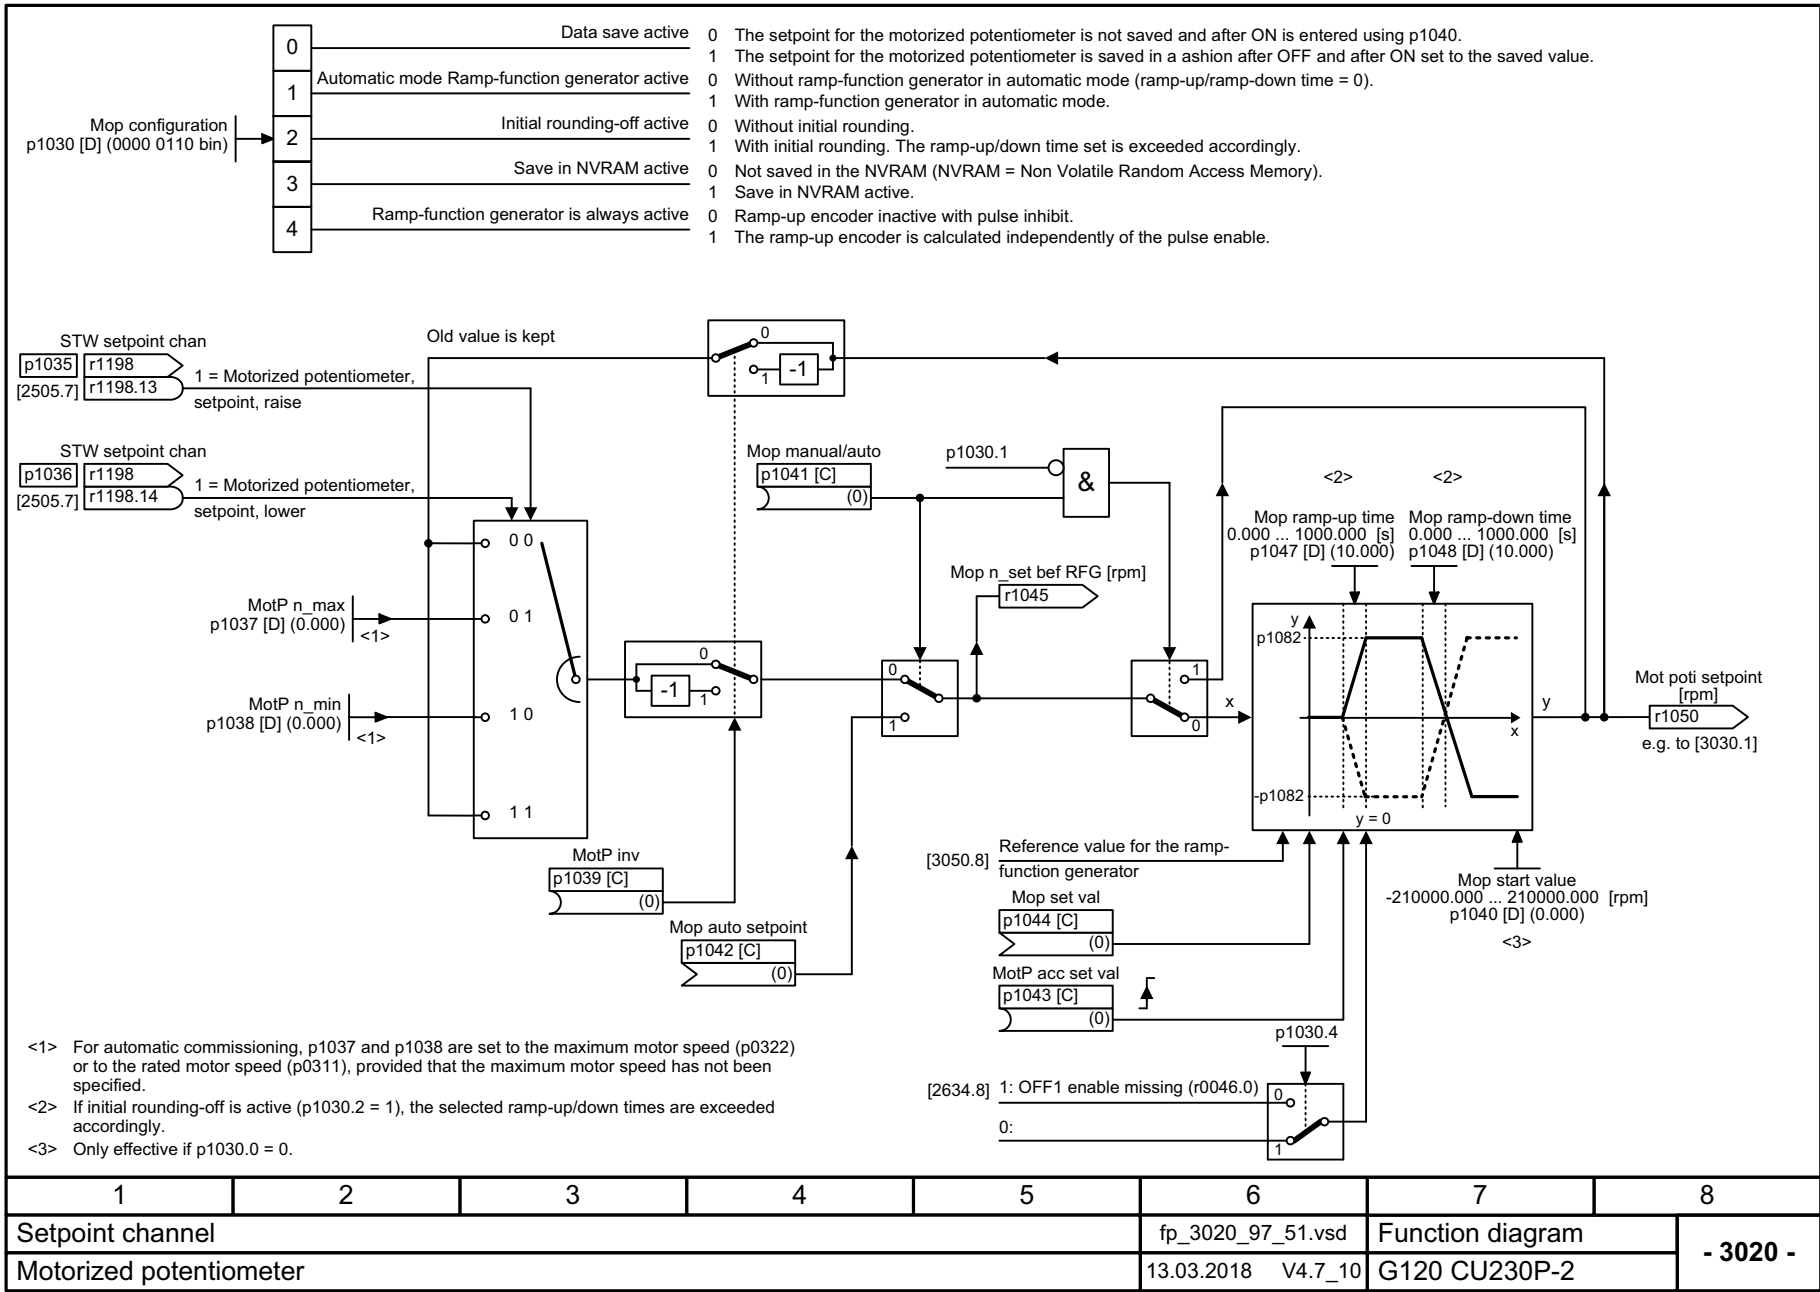 Mop configuration
p1030 [D] (0000 0110 bin)
0
Data save active
0 The setpoint for the motorized potentiometer is not saved and after ON is entered using p1040.
1 The setpoint for the motorized potentiometer is saved in a ashion after OFF and after ON set to the saved value.
1
Automatic mode Ramp-function generator active
0 Without ramp-function generator in automatic mode (ramp-up/ramp-down time = 0).
1 With ramp-function generator in automatic mode.
2
Initial rounding-off active
0 Without initial rounding.
1 With initial rounding. The ramp-up/down time set is exceeded accordingly.
3
Save in NVRAM active
0 Not saved in the NVRAM (NVRAM = Non Volatile Random Access Memory).
1 Save in NVRAM active.
4
Ramp-function generator is always active
0 Ramp-up encoder inactive with pulse inhibit.
1 The ramp-up encoder is calculated independently of the pulse enable.
STW setpoint chan
p1035 r1198
[2505.7] r1198.13
1 = Motorized potentiometer,
setpoint, raise
STW setpoint chan
p1036 r1198
[2505.7] r1198.14
1 = Motorized potentiometer,
setpoint, lower
Old value is kept
0
1
-1
0 0
0 1
1 0
1 1
MotP n_max
p1037 [D] (0.000)
<1>
MotP n_min
p1038 [D] (0.000)
<1>
0
-1
1
MotP inv
p1039 [C]
(0)
Mop auto setpoint
p1042 [C]
(0)
Mop manual/auto
p1041 [C]
(0)
p1030.1
&
0
1
Mop n_set bef RFG [rpm]
r1045
1
0
x
<2>
<2>
Mop ramp-up time
0.000 ... 1000.000 [s]
p1047 [D] (10.000)
Mop ramp-down time
0.000 ... 1000.000 [s]
p1048 [D] (10.000)
y
p1082
-p1082
x
y = 0
y
Mot poti setpoint
[rpm]
r1050
e.g. to [3030.1]
[3050.8]
Reference value for the ramp-
function generator
Mop set val
p1044 [C]
(0)
MotP acc set val
p1043 [C]
(0)
Mop start value
-210000.000 ... 210000.000 [rpm]
p1040 [D] (0.000)
<3>
p1030.4
[2634.8] 1: OFF1 enable missing (r0046.0)
0:
0
1
<1> For automatic commissioning, p1037 and p1038 are set to the maximum motor speed (p0322)
or to the rated motor speed (p0311), provided that the maximum motor speed has not been
specified.
<2> If initial rounding-off is active (p1030.2 = 1), the selected ramp-up/down times are exceeded
accordingly.
<3> Only effective if p1030.0 = 0.
1 2 3 4 5 6 7 8
Setpoint channel
fp_3020_97_51.vsd
Function diagram
- 3020 -
Motorized potentiometer
13.03.2018 V4.7_10
G120 CU230P-2